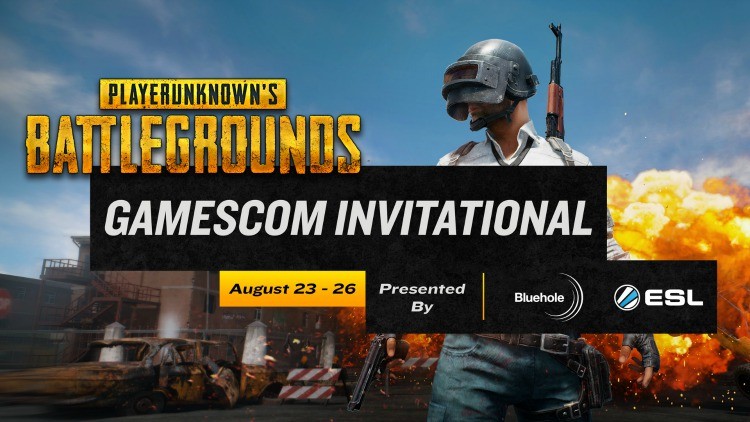 PLAYERUNKNOWN'S
BATTLEGROUNDS
GAMESCOM INVITATIONAL
August 23 - 26
Presented
By
Bluehole
ESL